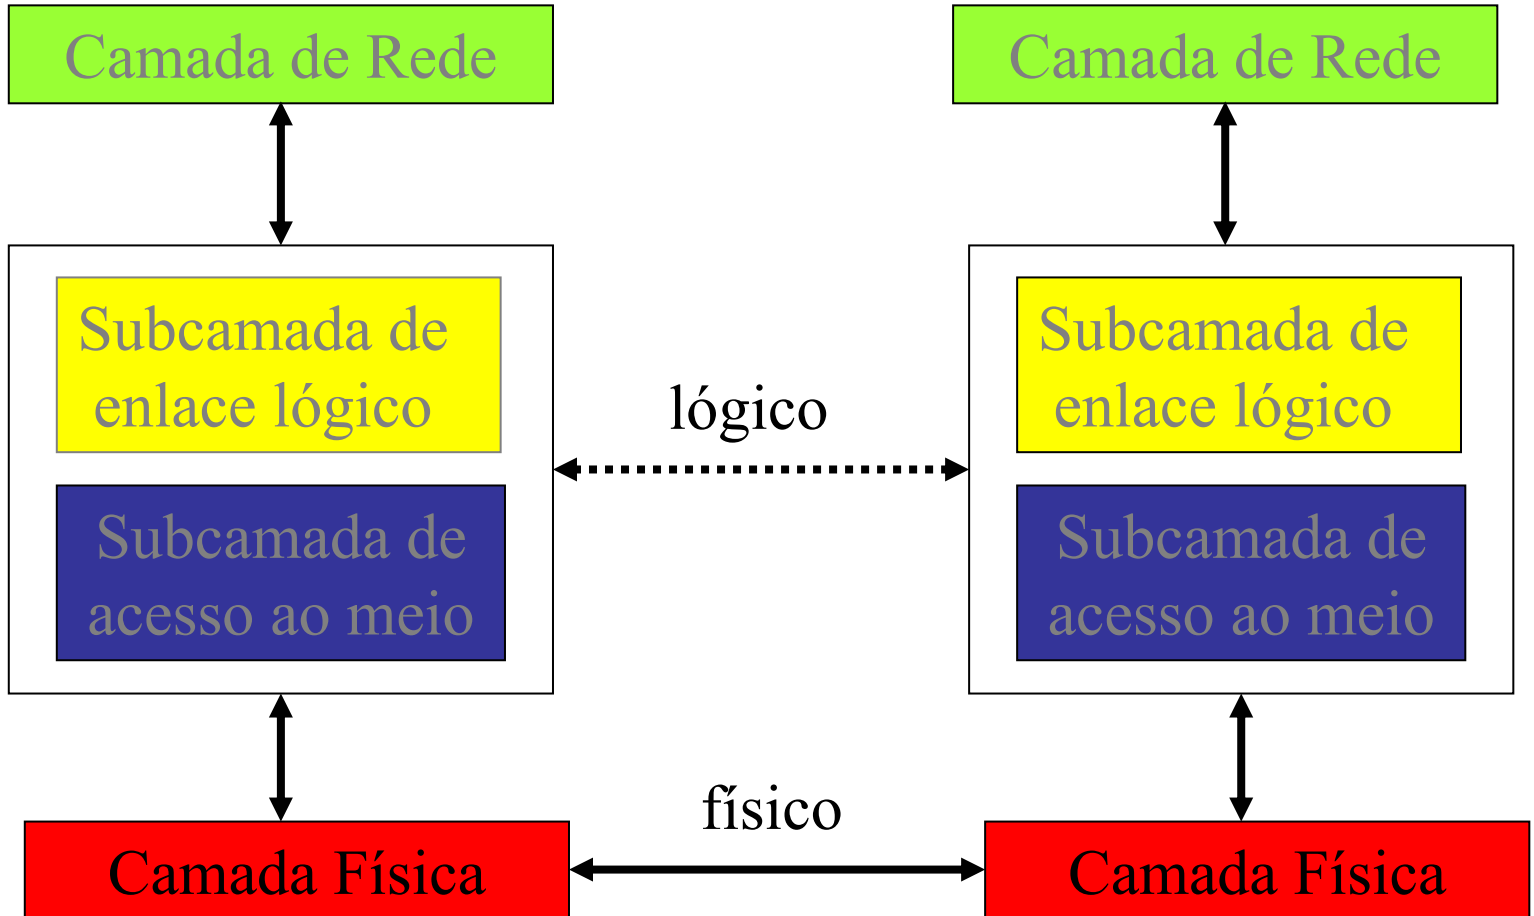 Camada de Rede
Camada de Rede
Subcamada de
enlace lógico
Subcamada de
enlace lógico
lógico
Subcamada de
acesso ao meio
Subcamada de
acesso ao meio
físico
Camada Física
Camada Física